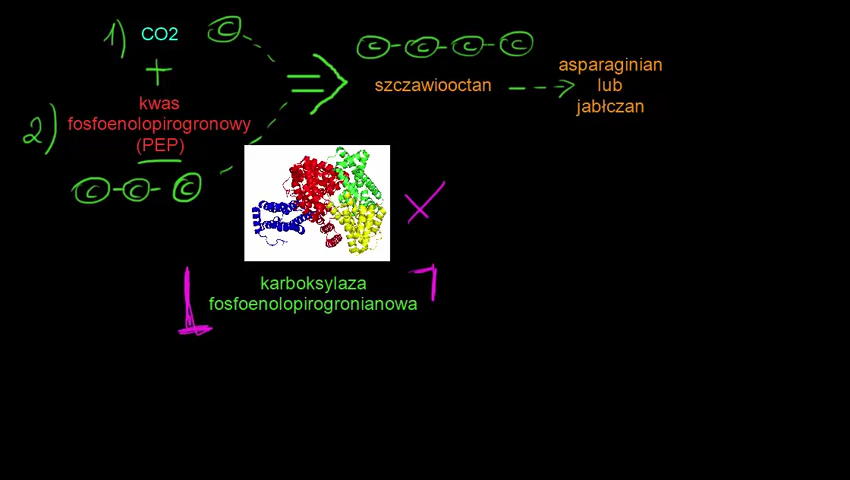 1) CO2 C
+
2) kwas
fosfoenolopirogronowy
(PEP)
C-C-C
C-C-C-C
szczawiooctan
asparaginian
lub
jabłczan
karboksylaza
fosfoenolopirogronianowa